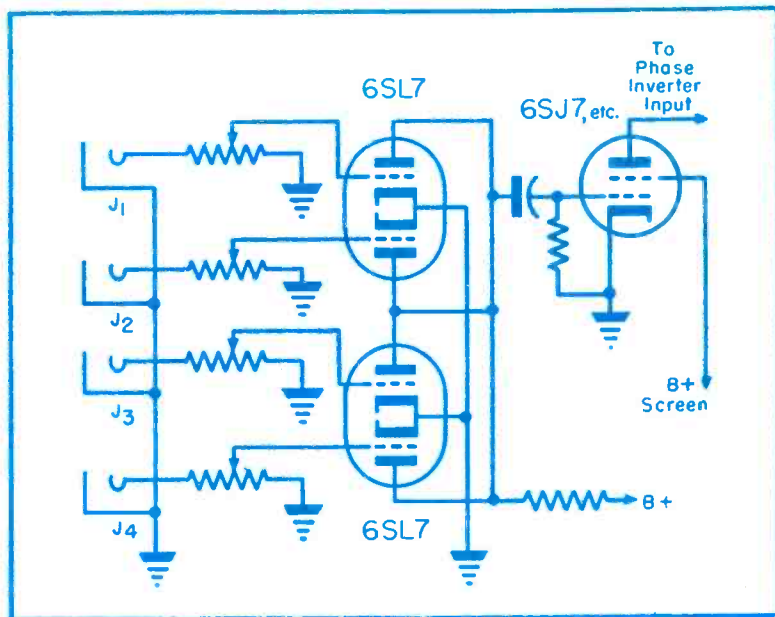 6SL7
6SJ7, etc.
To
Phase
Inverter
Input
J1
J2
J3
J4
B+
Screen
6SL7
B+